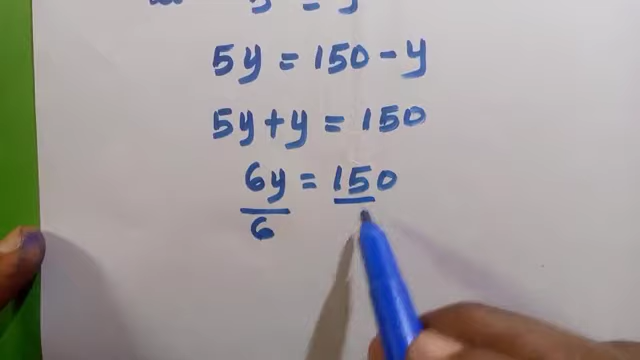 5y = 150 - y
5y + y = 150
6y = 150
6